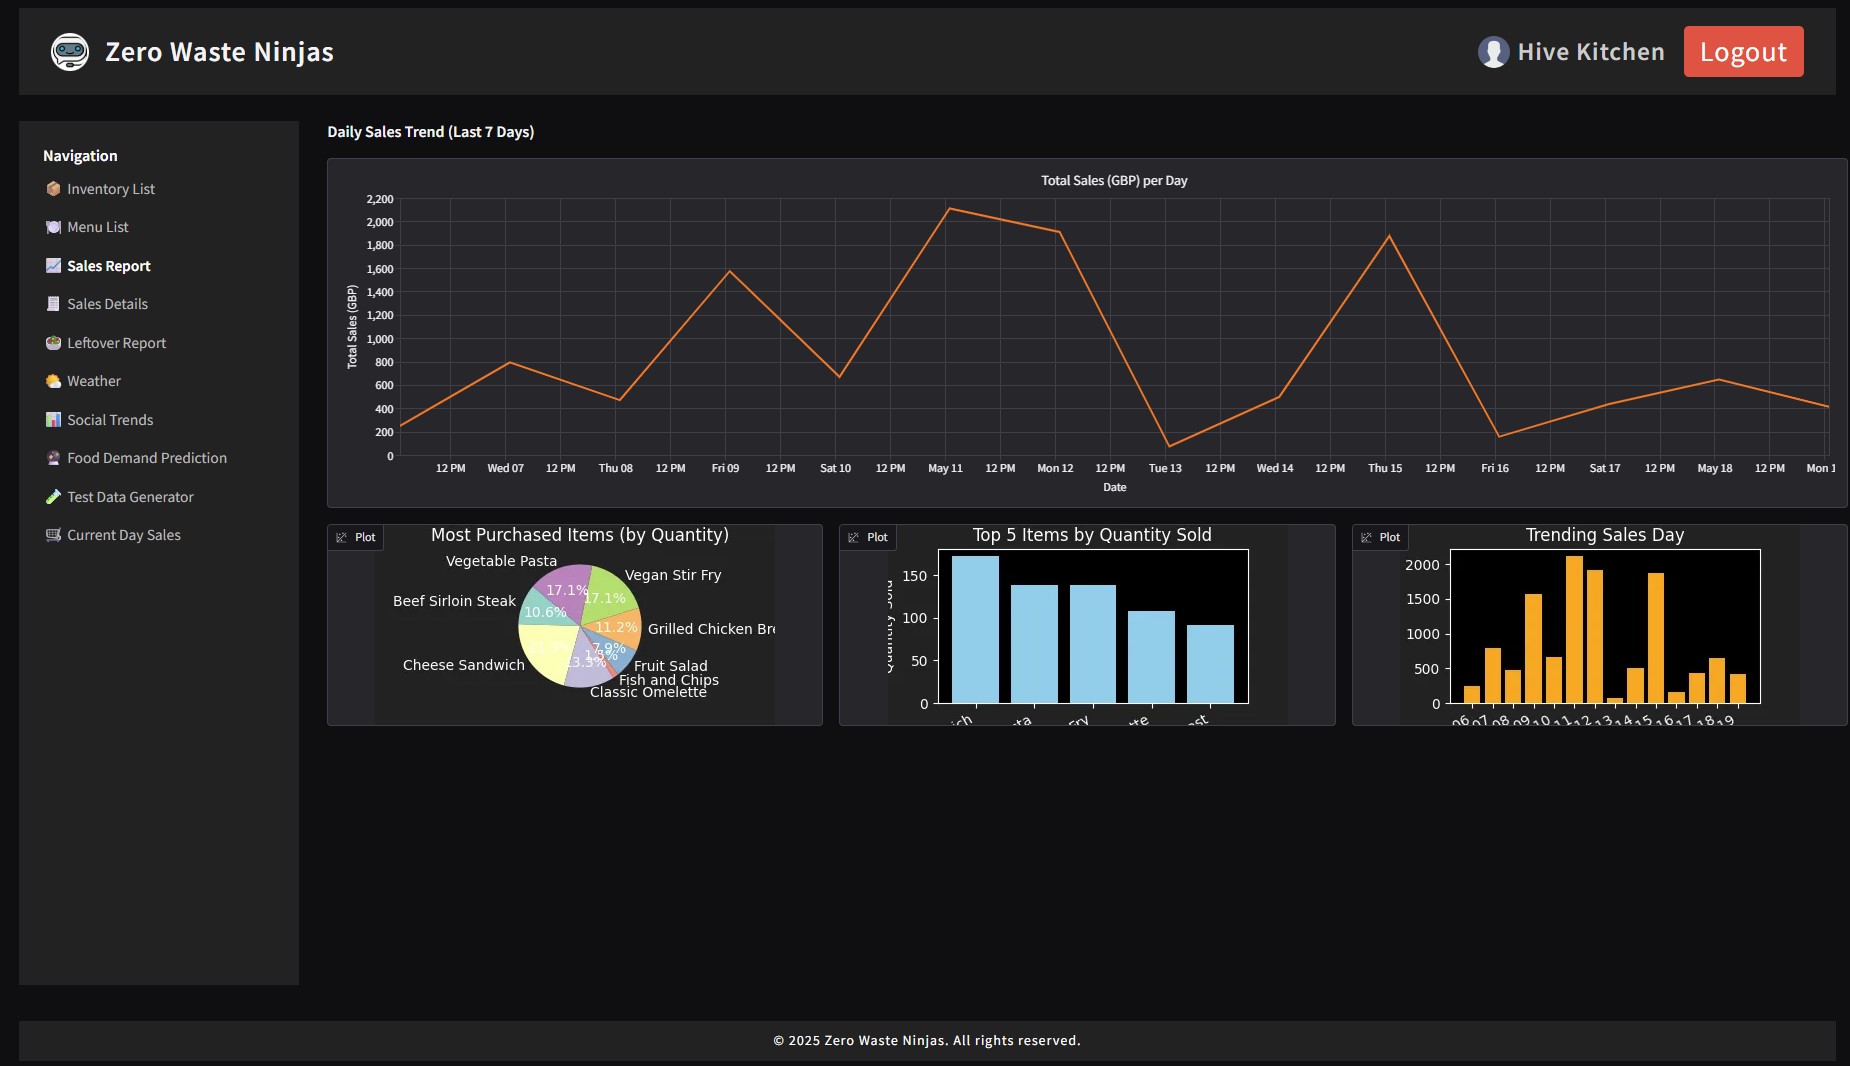 Zero Waste Ninjas
Hive Kitchen
Logout
Navigation
Inventory List
Menu List
Sales Report
Sales Details
Leftover Report
Weather
Social Trends
Food Demand Prediction
Test Data Generator
Current Day Sales
Daily Sales Trend (Last 7 Days)
Total Sales (GBP) per Day
Total Sales (GBP)
2,200
2,000
1,800
1,600
1,400
1,200
1,000
800
600
400
200
0
12 PM Wed 07 12 PM Thu 08 12 PM Fri 09 12 PM Sat 10 12 PM May 11 12 PM Mon 12 12 PM Tue 13 12 PM Wed 14 12 PM Thu 15 12 PM Fri 16 12 PM Sat 17 12 PM May 18 12 PM Mon 1
Date
Plot
Most Purchased Items (by Quantity)
Vegetable Pasta
17.1%
Vegan Stir Fry
17.1%
Beef Sirloin Steak
10.6%
Grilled Chicken Bre
11.2%
Cheese Sandwich
Fruit Salad
7.9%
Fish and Chips
1.5%
Classic Omelette
13.3%
Plot
Top 5 Items by Quantity Sold
Quantity Sold
150
100
50
0
ich ta Fry tte st
Plot
Trending Sales Day
2000
1500
1000
500
0
06 07 08 09 10 11 12 13 14 15 16 17 18 19
© 2025 Zero Waste Ninjas. All rights reserved.